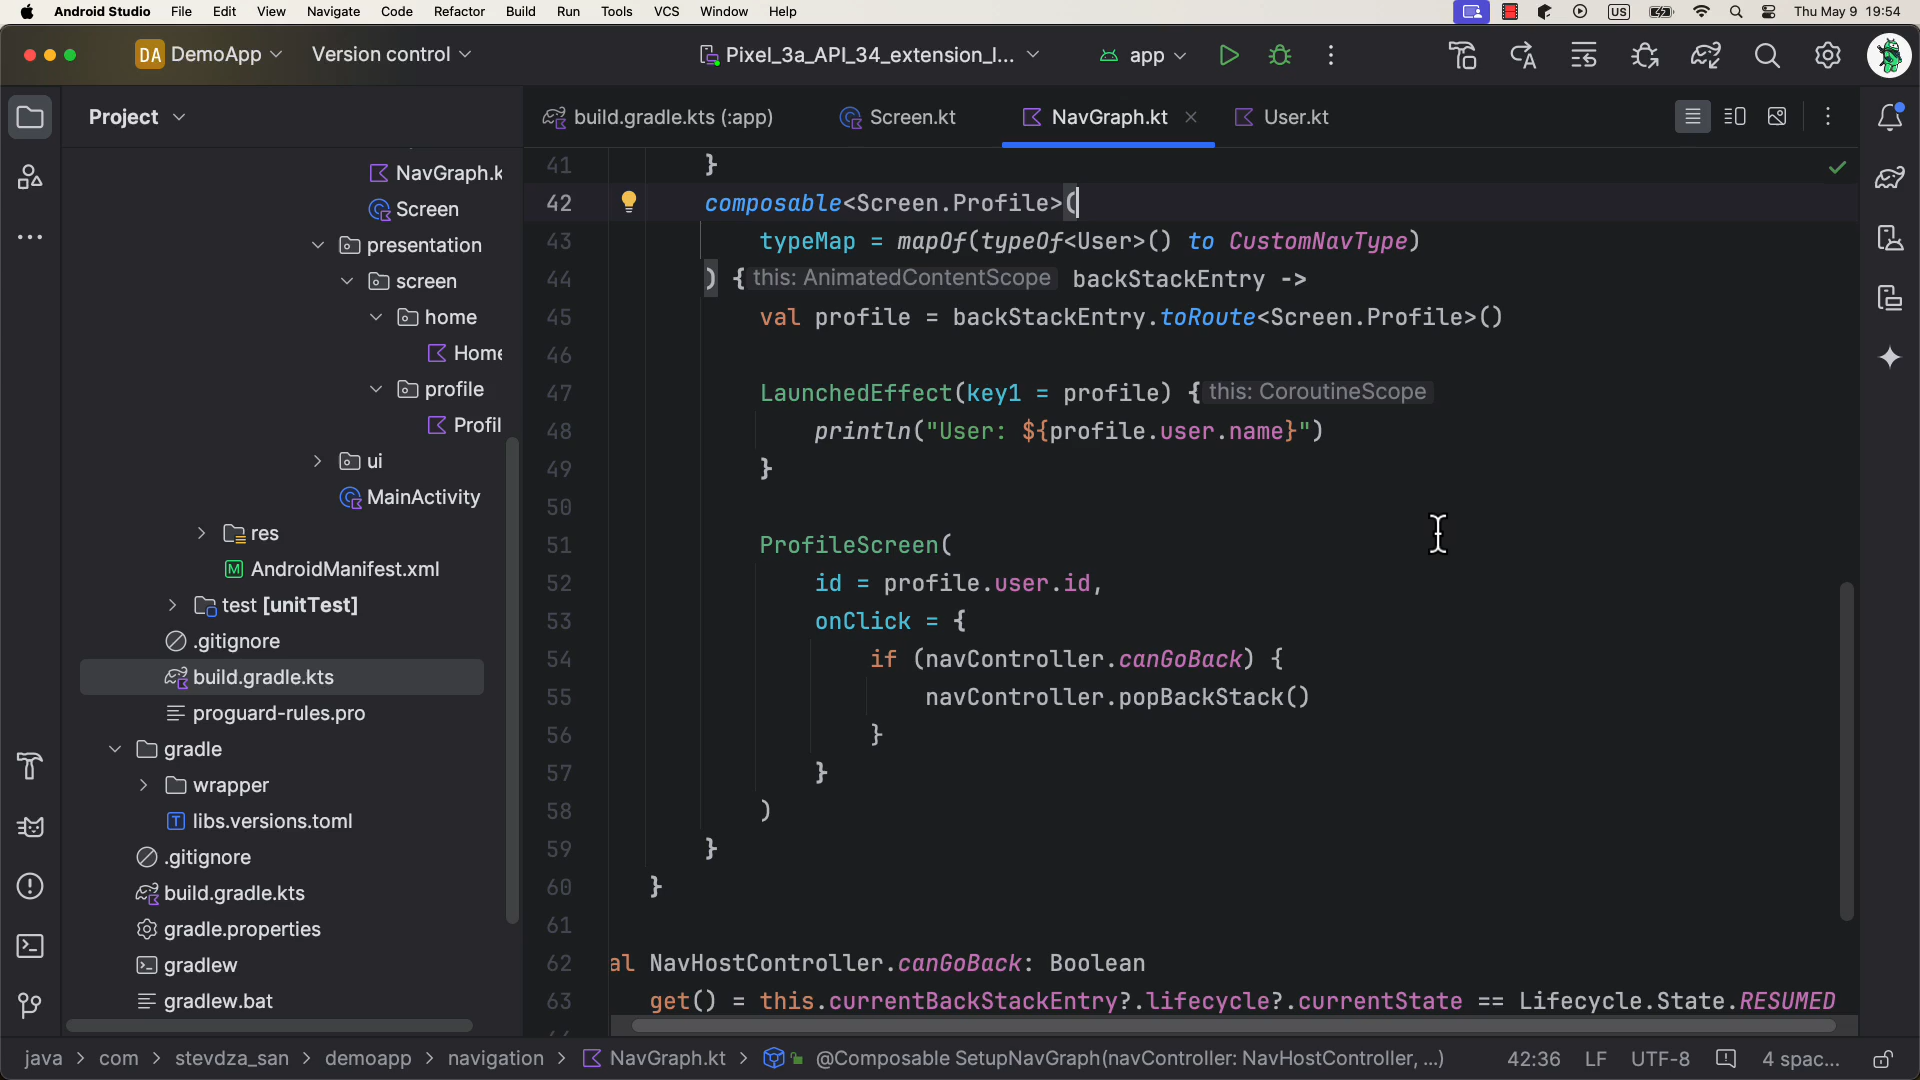 Android Studio File Edit View Navigate Code Refactor Build Run Tools VCS Window Help US Thu May 9 19:54
DA DemoApp Version control Pixel_3a_API_34_extension_l... app
Project
build.gradle.kts (:app) Screen.kt NavGraph.kt User.kt
NavGraph.k
Screen
presentation
screen
home
Home
profile
Profil
ui
MainActivity
res
M AndroidManifest.xml
test [unitTest]
.gitignore
build.gradle.kts
proguard-rules.pro
gradle
wrapper
T libs.versions.toml
.gitignore
build.gradle.kts
gradle.properties
gradlew
gradlew.bat
41 }
42 composable<Screen.Profile>(
43 typeMap = mapOf(typeOf<User>() to CustomNavType)
44 ) { this: AnimatedContentScope backStackEntry ->
45 val profile = backStackEntry.toRoute<Screen.Profile>()
46
47 LaunchedEffect(key1 = profile) { this: CoroutineScope
48 println("User: ${profile.user.name}")
49 }
50
51 ProfileScreen(
52 id = profile.user.id,
53 onClick = {
54 if (navController.canGoBack) {
55 navController.popBackStack()
56 }
57 }
58 )
59 }
60 }
61
62 al NavHostController.canGoBack: Boolean
63 get() = this.currentBackStackEntry?.lifecycle?.currentState == Lifecycle.State.RESUMED
java > com > stevdza_san > demoapp > navigation > NavGraph.kt > @Composable SetupNavGraph(navController: NavHostController, ...) 42:36 LF UTF-8 4 spac...